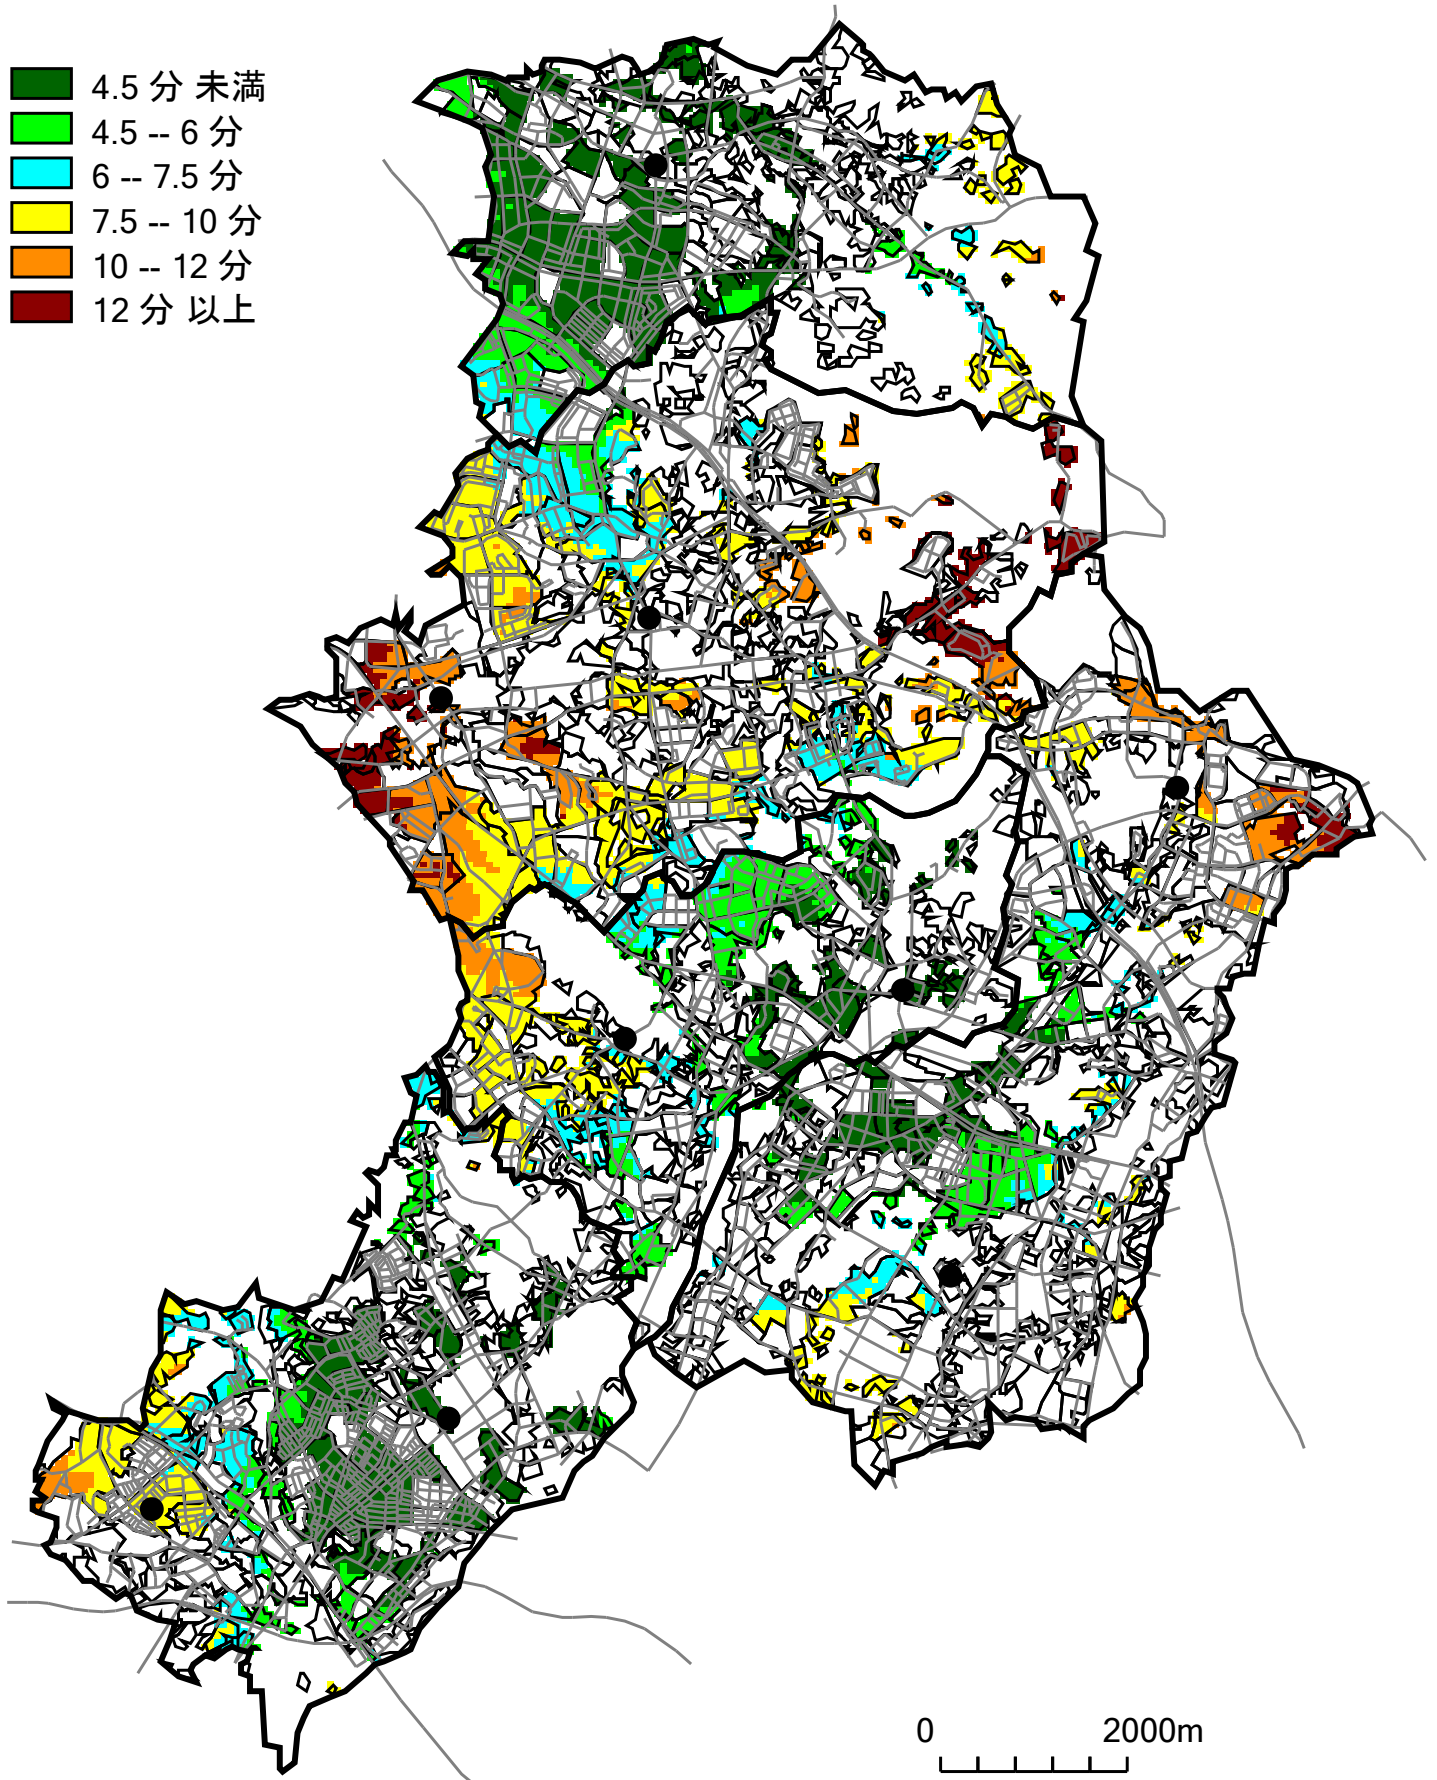 4.5 分 未満
4.5 -- 6 分
6 -- 7.5 分
7.5 -- 10 分
10 -- 12 分
12 分 以上
0 2000m